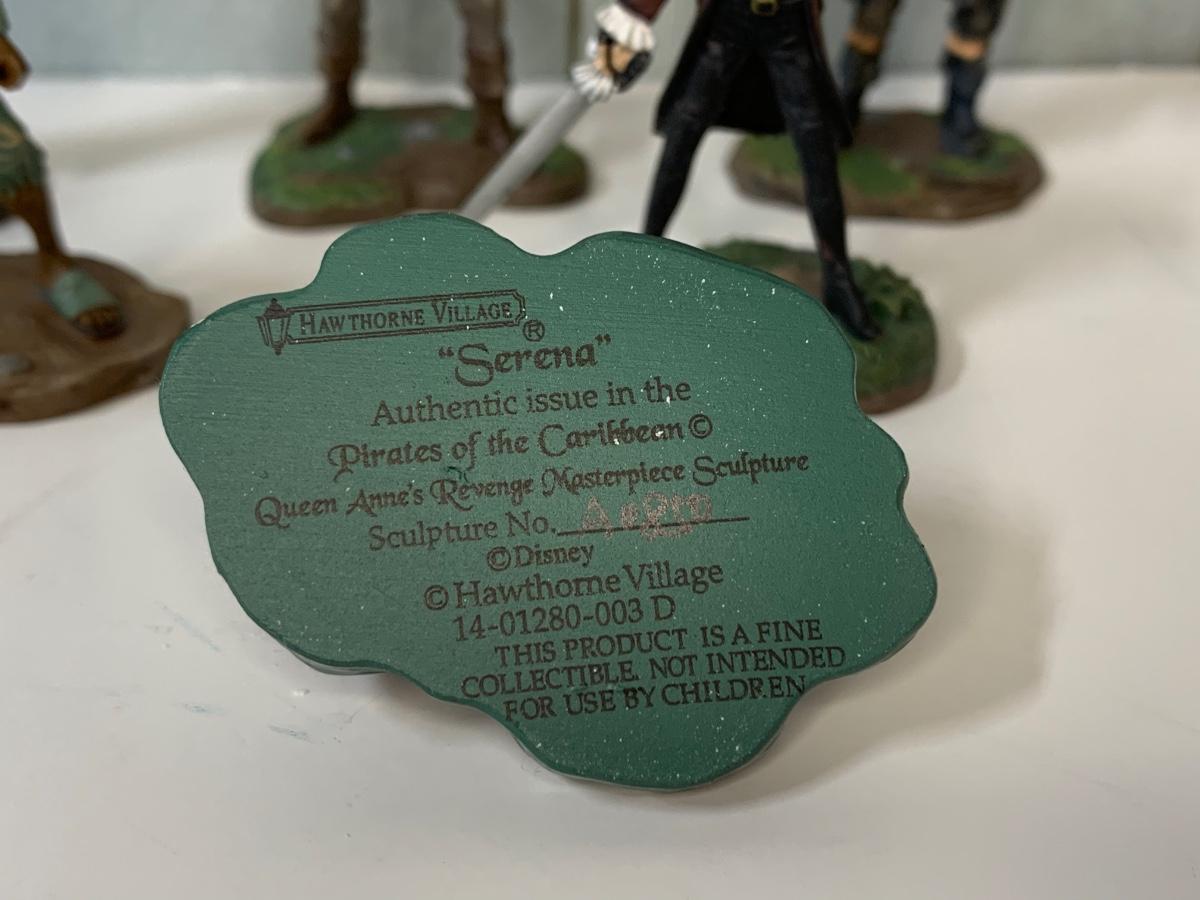 HAWTHORNE VILLAGE®
"Serena"
Authentic issue in the
Pirates of the Caribbean©
Queen Anne's Revenge Masterpiece Sculpture
Sculpture No.
©Disney
©Hawthorne Village
14-01280-003 D
THIS PRODUCT IS A FINE
COLLECTIBLE. NOT INTENDED
FOR USE BY CHILDREN